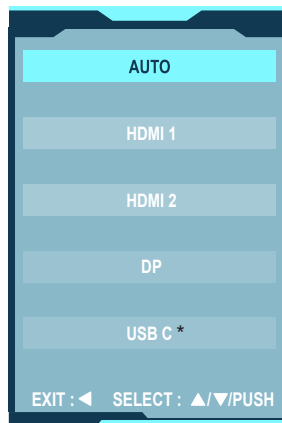 AUTO
HDMI 1
HDMI 2
DP
USB C *
EXIT : ◀ SELECT : ▲/▼/PUSH